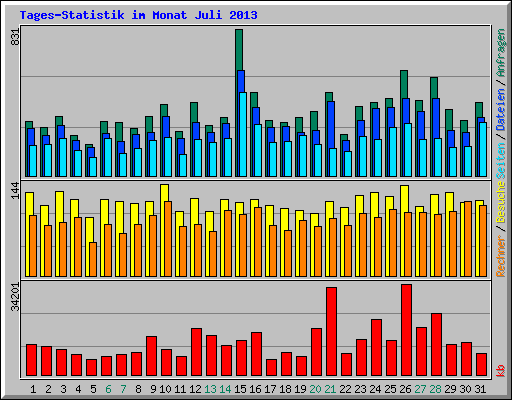 Tages-Statistik im Monat Juli 2013
831
Rechner / Besuche Seiten / Dateien / Anfragen
144
34201
kb
1 2 3 4 5 6 7 8 9 10 11 12 13 14 15 16 17 18 19 20 21 22 23 24 25 26 27 28 29 30 31